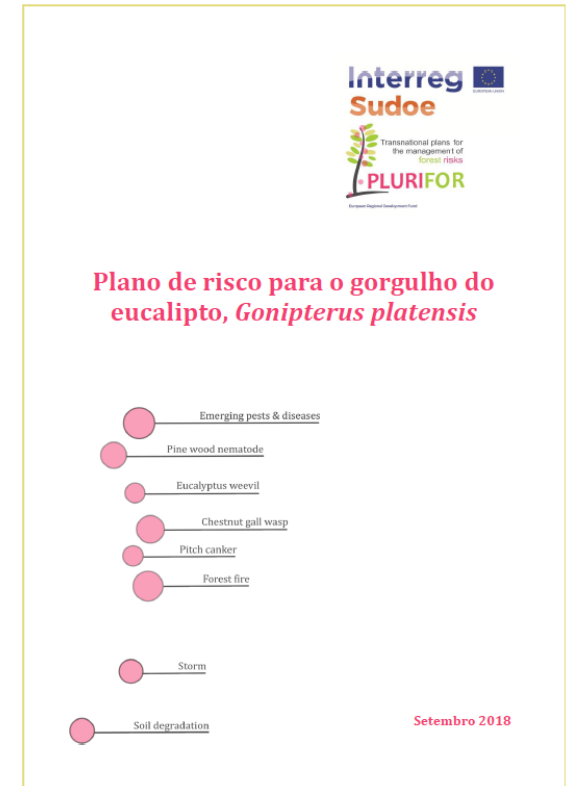 Interreg
EUROPEAN UNION
Sudoe
Transnational plans for
the management of
forest risks
PLURIFOR
European Regional Development Fund
Plano de risco para o gorgulho do
eucalipto, Gonipterus platensis
Emerging pests & diseases
Pine wood nematode
Eucalyptus weevil
Chestnut gall wasp
Pitch canker
Forest fire
Storm
Soil degradation
Setembro 2018